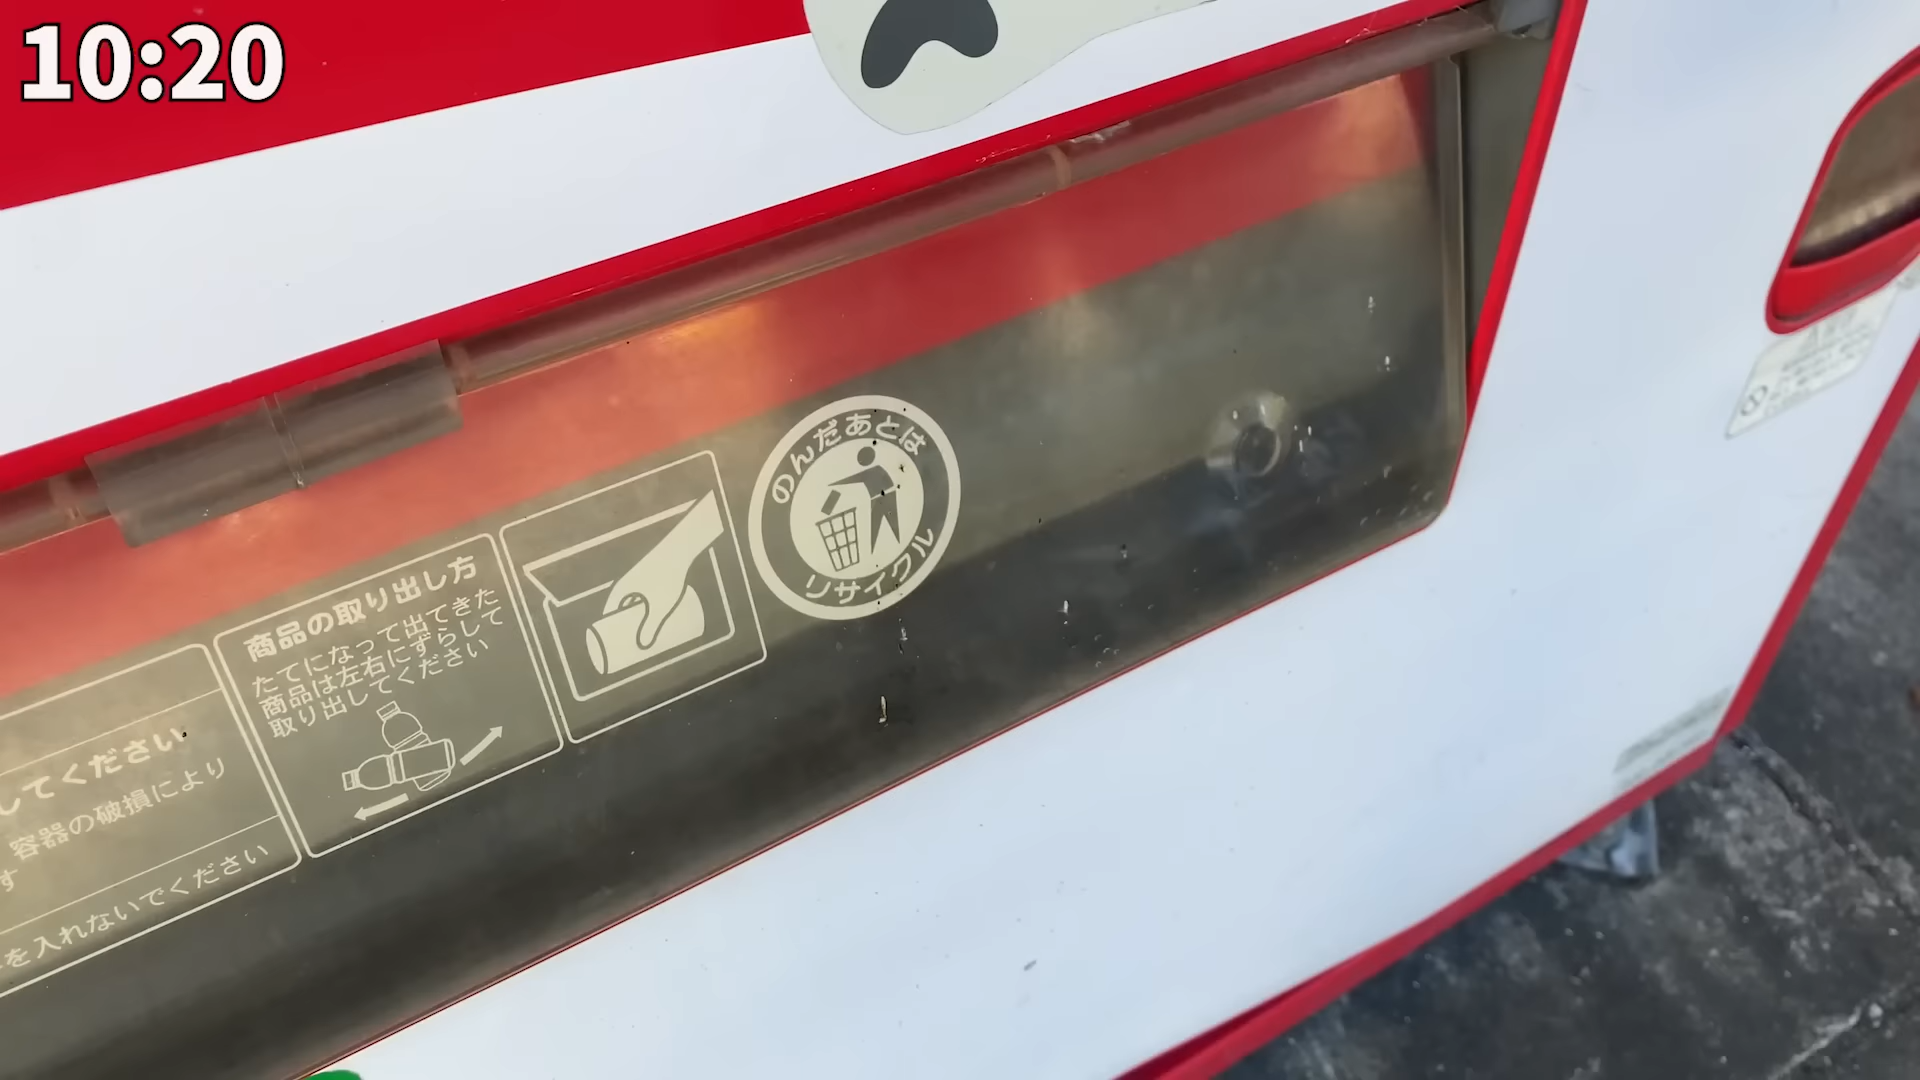 10:20
してください
容器の破損により
す
を入れないでください
商品の取り出し方
たてになって出てきた
商品は左右にずらして
取り出してください
のんだあとは
リサイクル